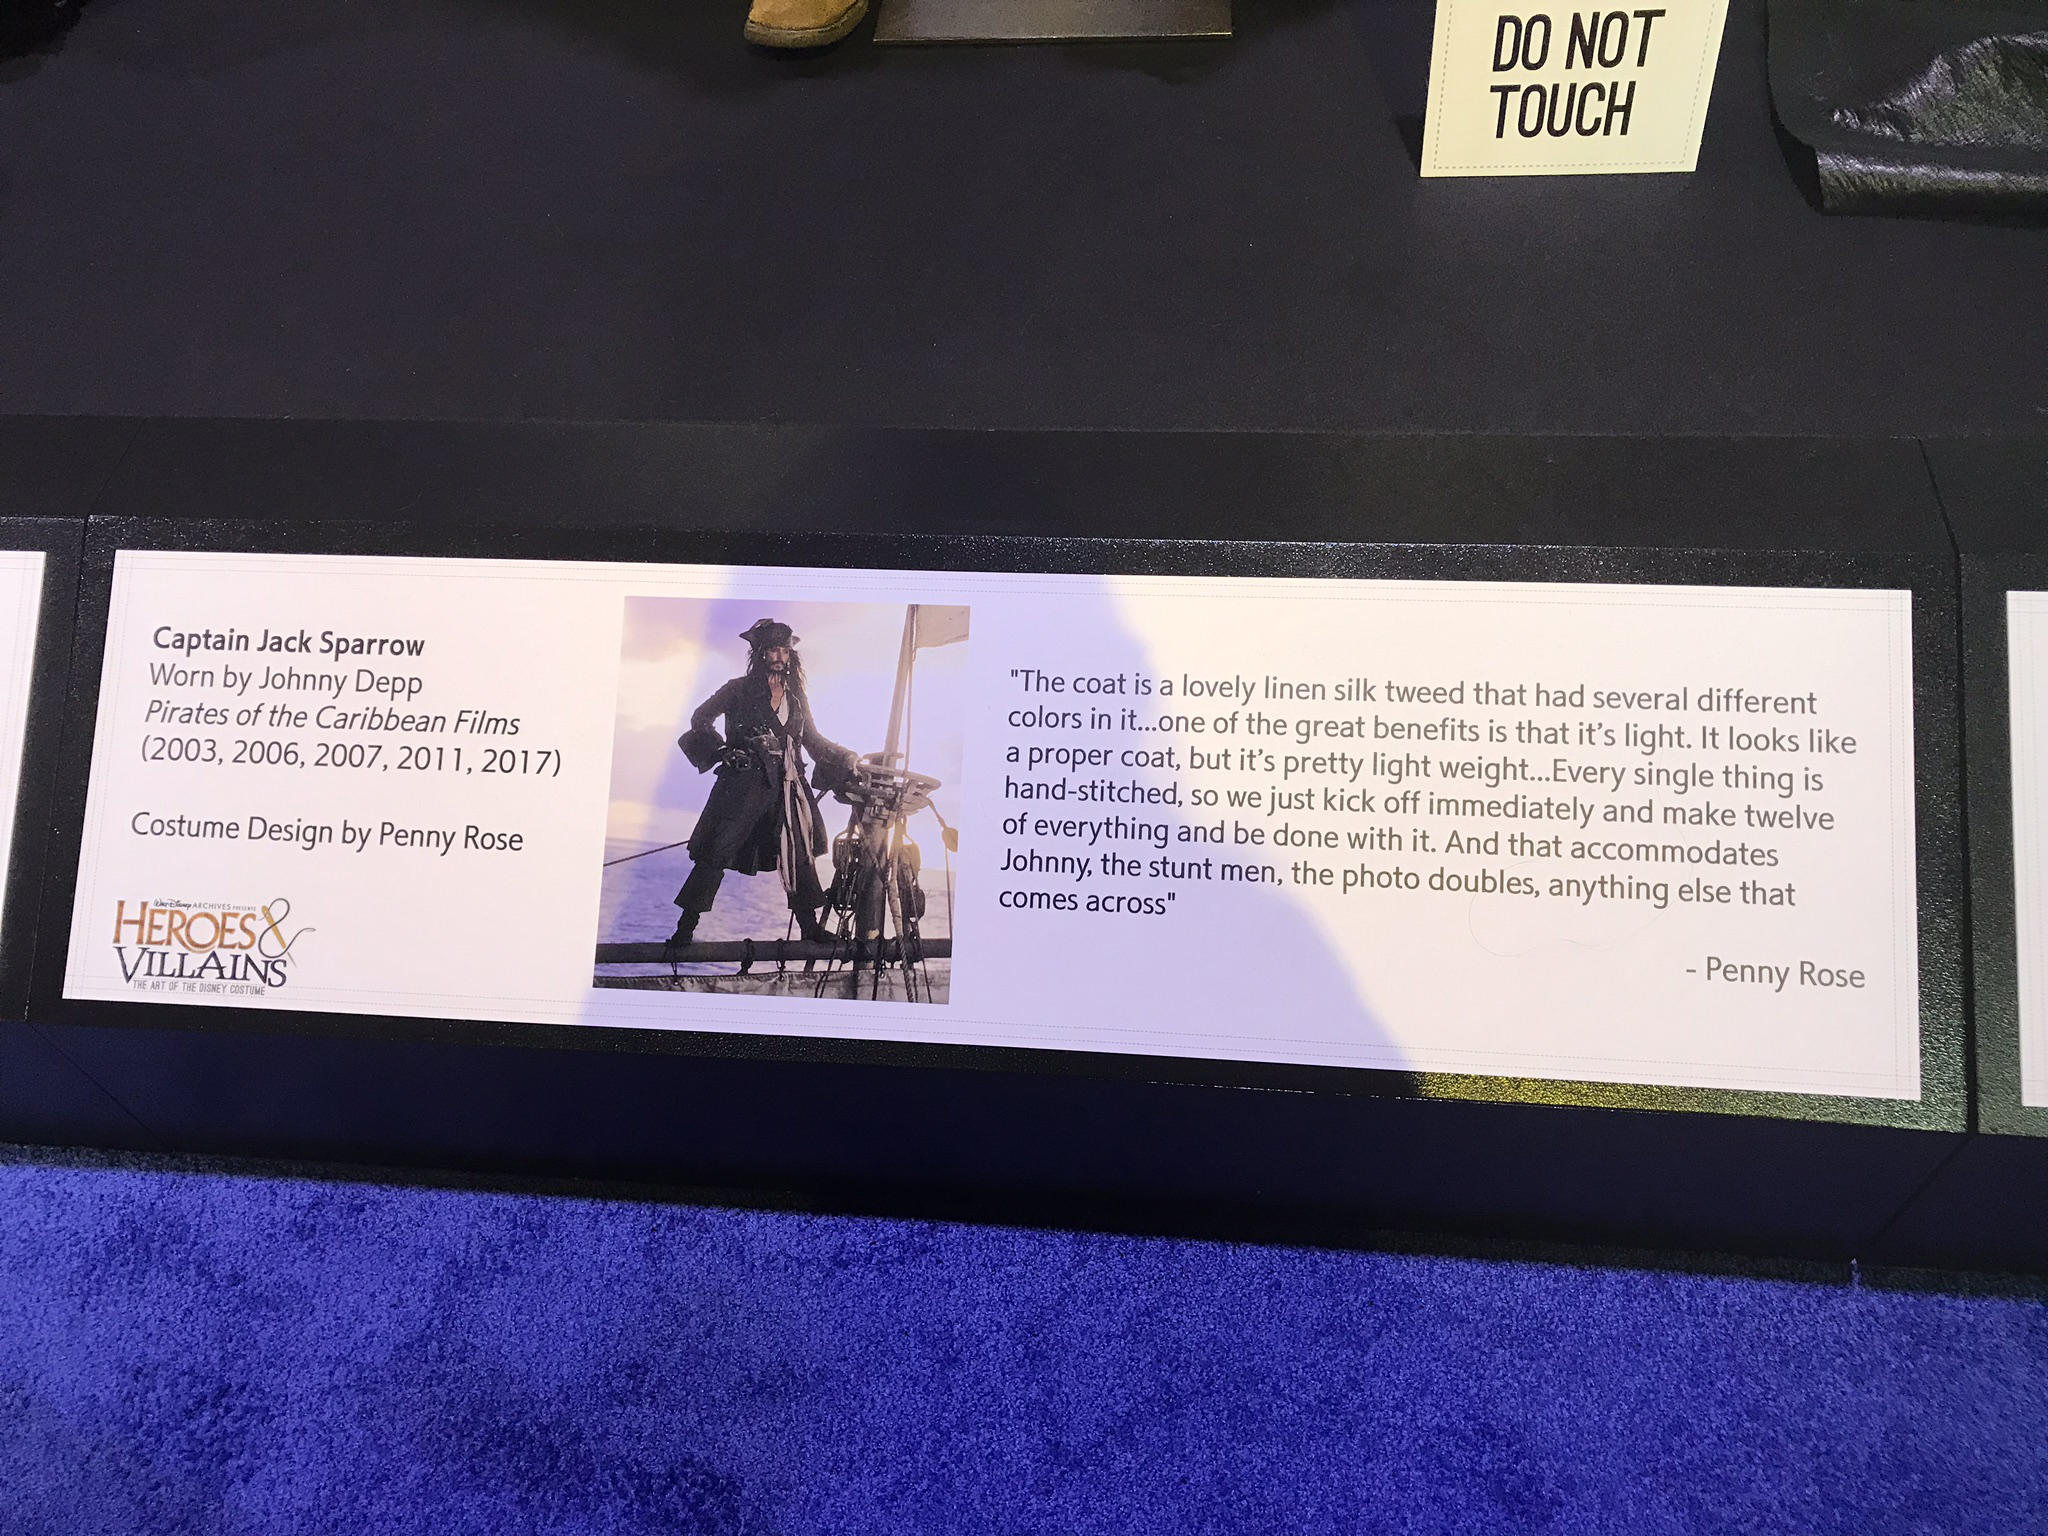 DO NOT
TOUCH
Captain Jack Sparrow
Worn by Johnny Depp
Pirates of the Caribbean Films
(2003, 2006, 2007, 2011, 2017)
Costume Design by Penny Rose
Walt Disney ARCHIVES PRESENTS
HEROES &
VILLAINS
THE ART OF THE DISNEY COSTUME
"The coat is a lovely linen silk tweed that had several different
colors in it...one of the great benefits is that it's light. It looks like
a proper coat, but it's pretty light weight...Every single thing is
hand-stitched, so we just kick off immediately and make twelve
of everything and be done with it. And that accommodates
Johnny, the stunt men, the photo doubles, anything else that
comes across"
- Penny Rose